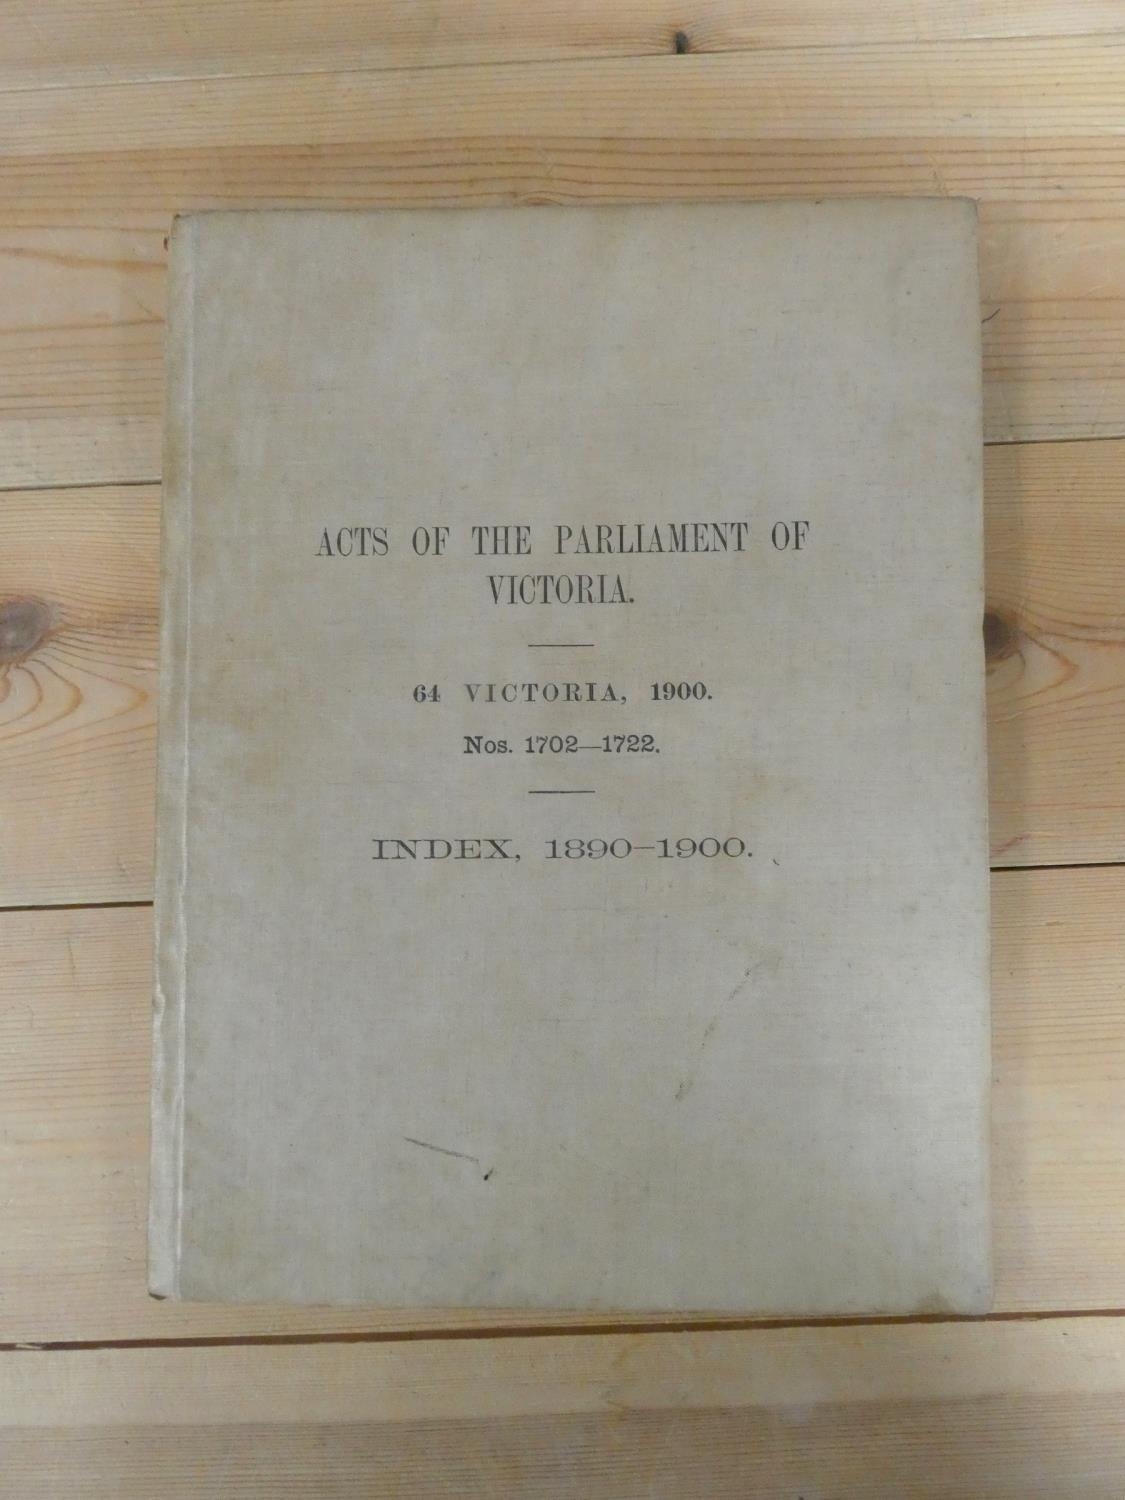 ACTS OF THE PARLIAMENT OF
VICTORIA.
64 VICTORIA, 1900.
Nos. 1702—1722.
INDEX, 1890–1900.